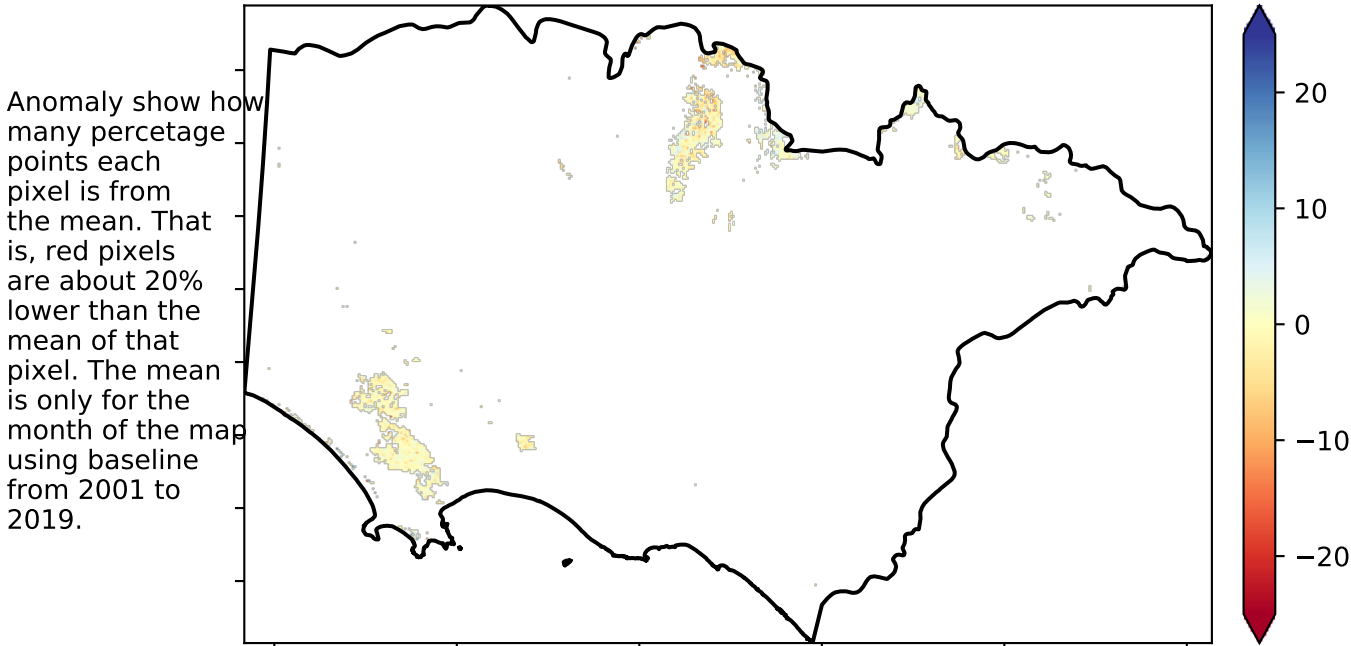 Anomaly show how
many percetage
points each
pixel is from
the mean. That
is, red pixels
are about 20%
lower than the
mean of that
pixel. The mean
is only for the
month of the map
using baseline
from 2001 to
2019.
20
10
0
−10
−20